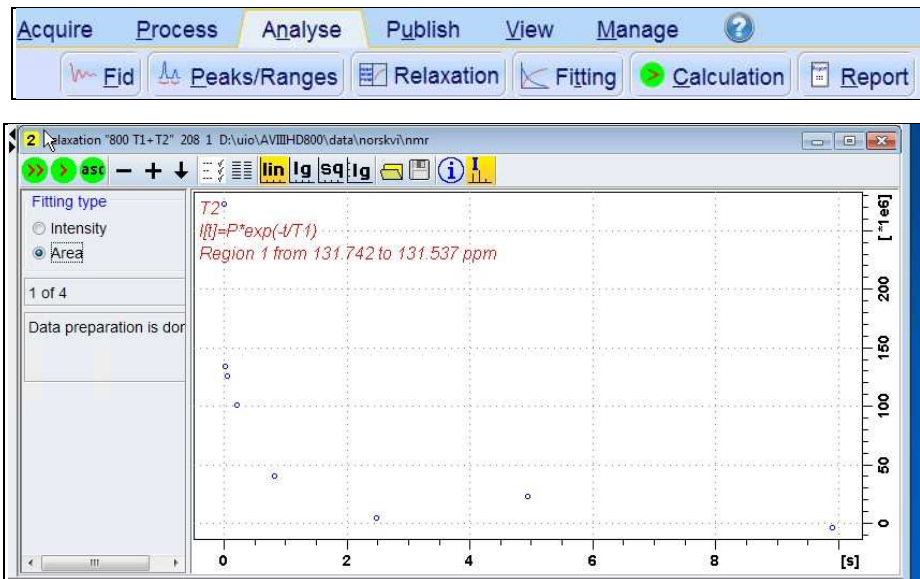 Acquire Process Analyse Publish View Manage
Fid Peaks/Ranges Relaxation Fitting Calculation Report
2 relaxation "800 T1+T2" 208 1 D:\uio\AVIIIHD800\data\norskvi\nmr
asc lin lg sq lg
Fitting type
Intensity
Area
1 of 4
Data preparation is dor
T2
I[t]=P*exp(-t/T1)
Region 1 from 131.742 to 131.537 ppm
[ *1e6]
200
150
100
50
0
0 2 4 6 8 [s]